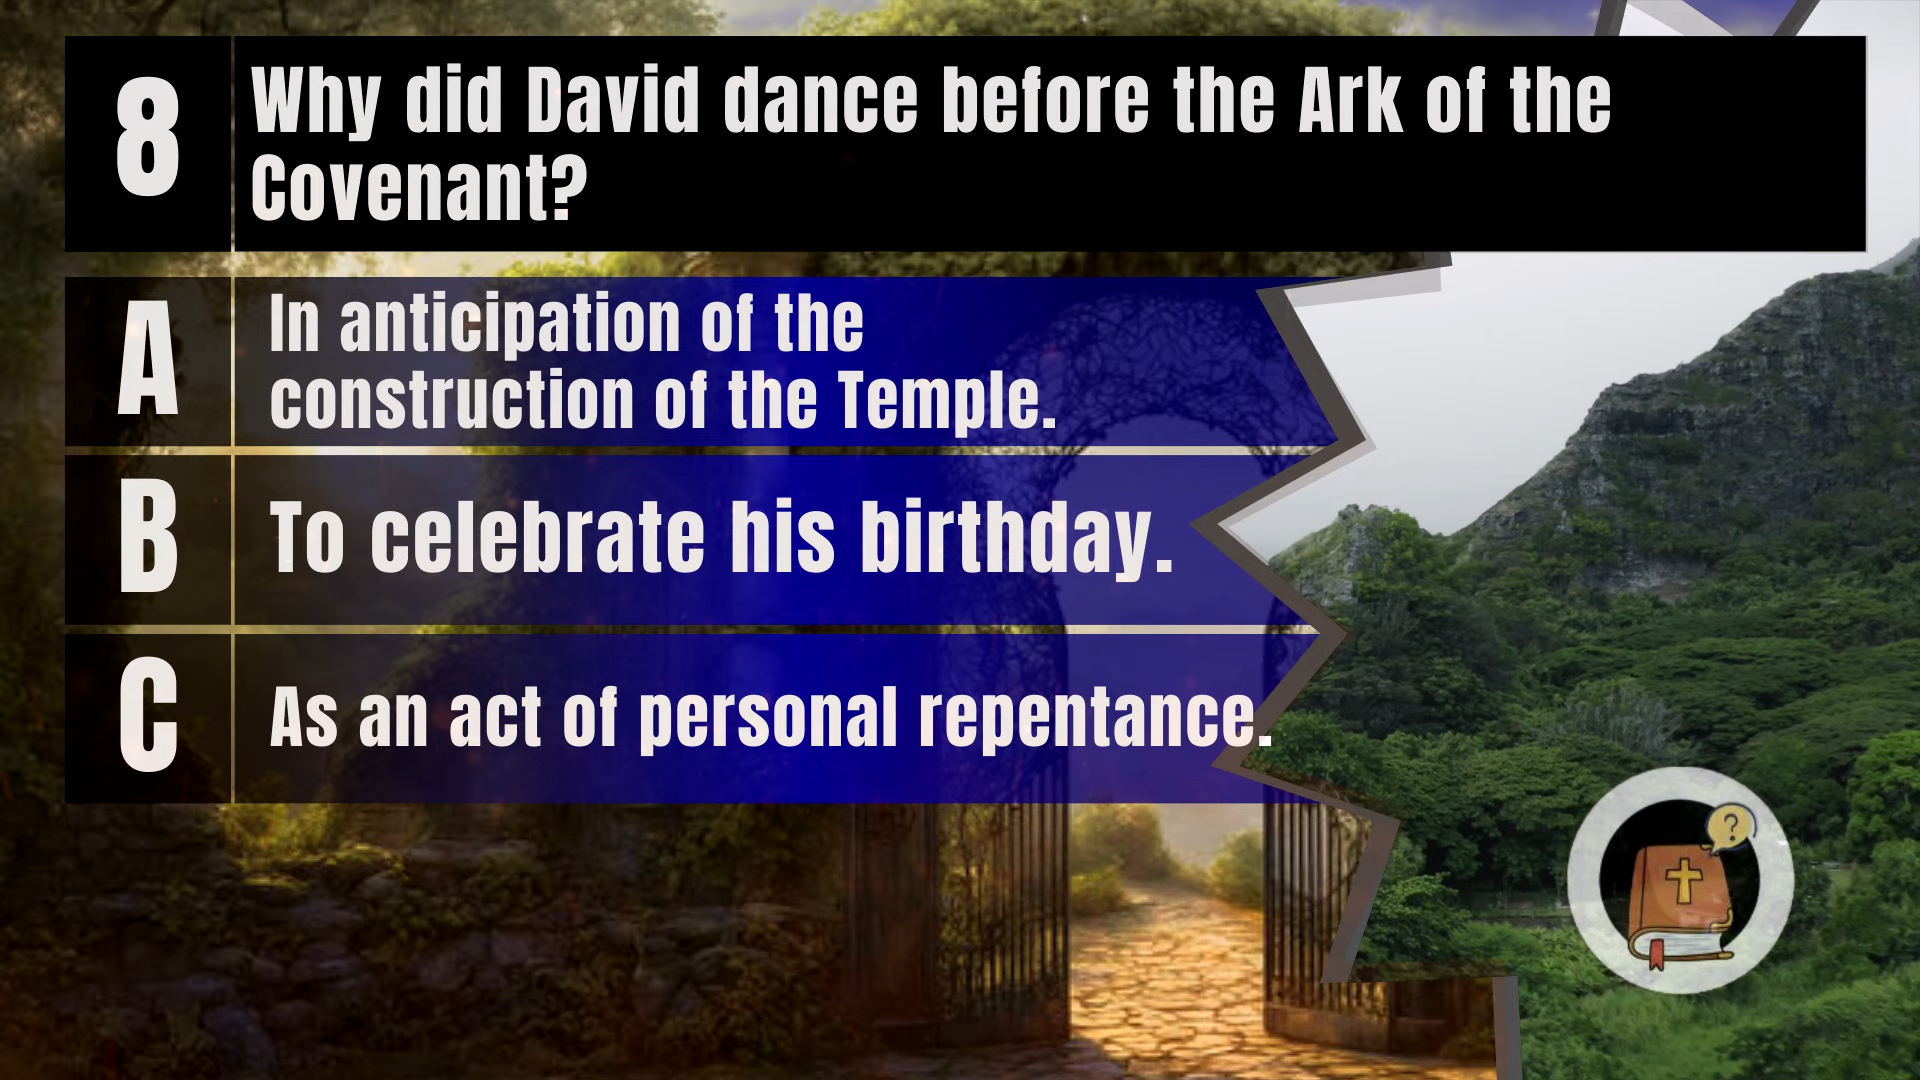 8
Why did David dance before the Ark of the
Covenant?
A
In anticipation of the
construction of the Temple.
B
To celebrate his birthday.
C
As an act of personal repentance.
?